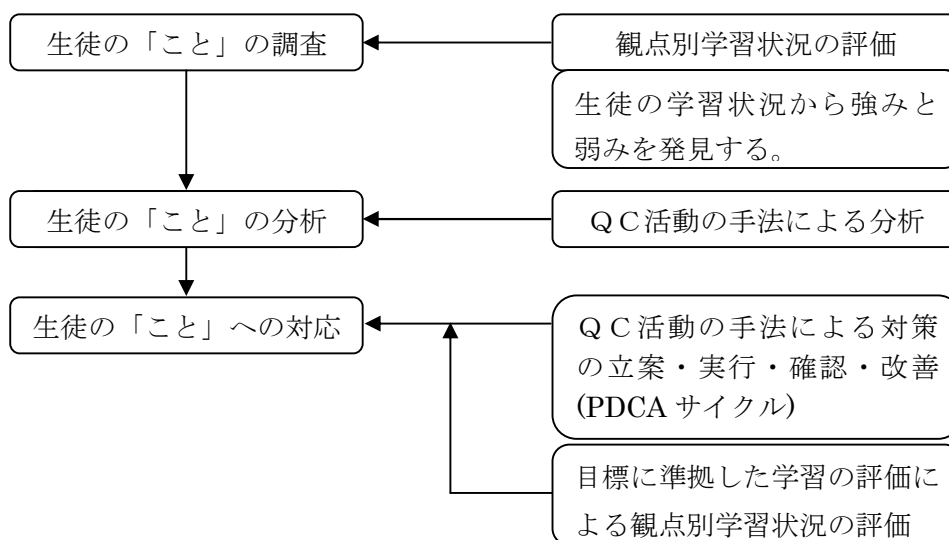 生徒の「こと」の調査
観点別学習状況の評価
生徒の学習状況から強みと
弱みを発見する。
生徒の「こと」の分析
ＱＣ活動の手法による分析
生徒の「こと」への対応
ＱＣ活動の手法による対策
の立案・実行・確認・改善
(PDCA サイクル)
目標に準拠した学習の評価に
よる観点別学習状況の評価